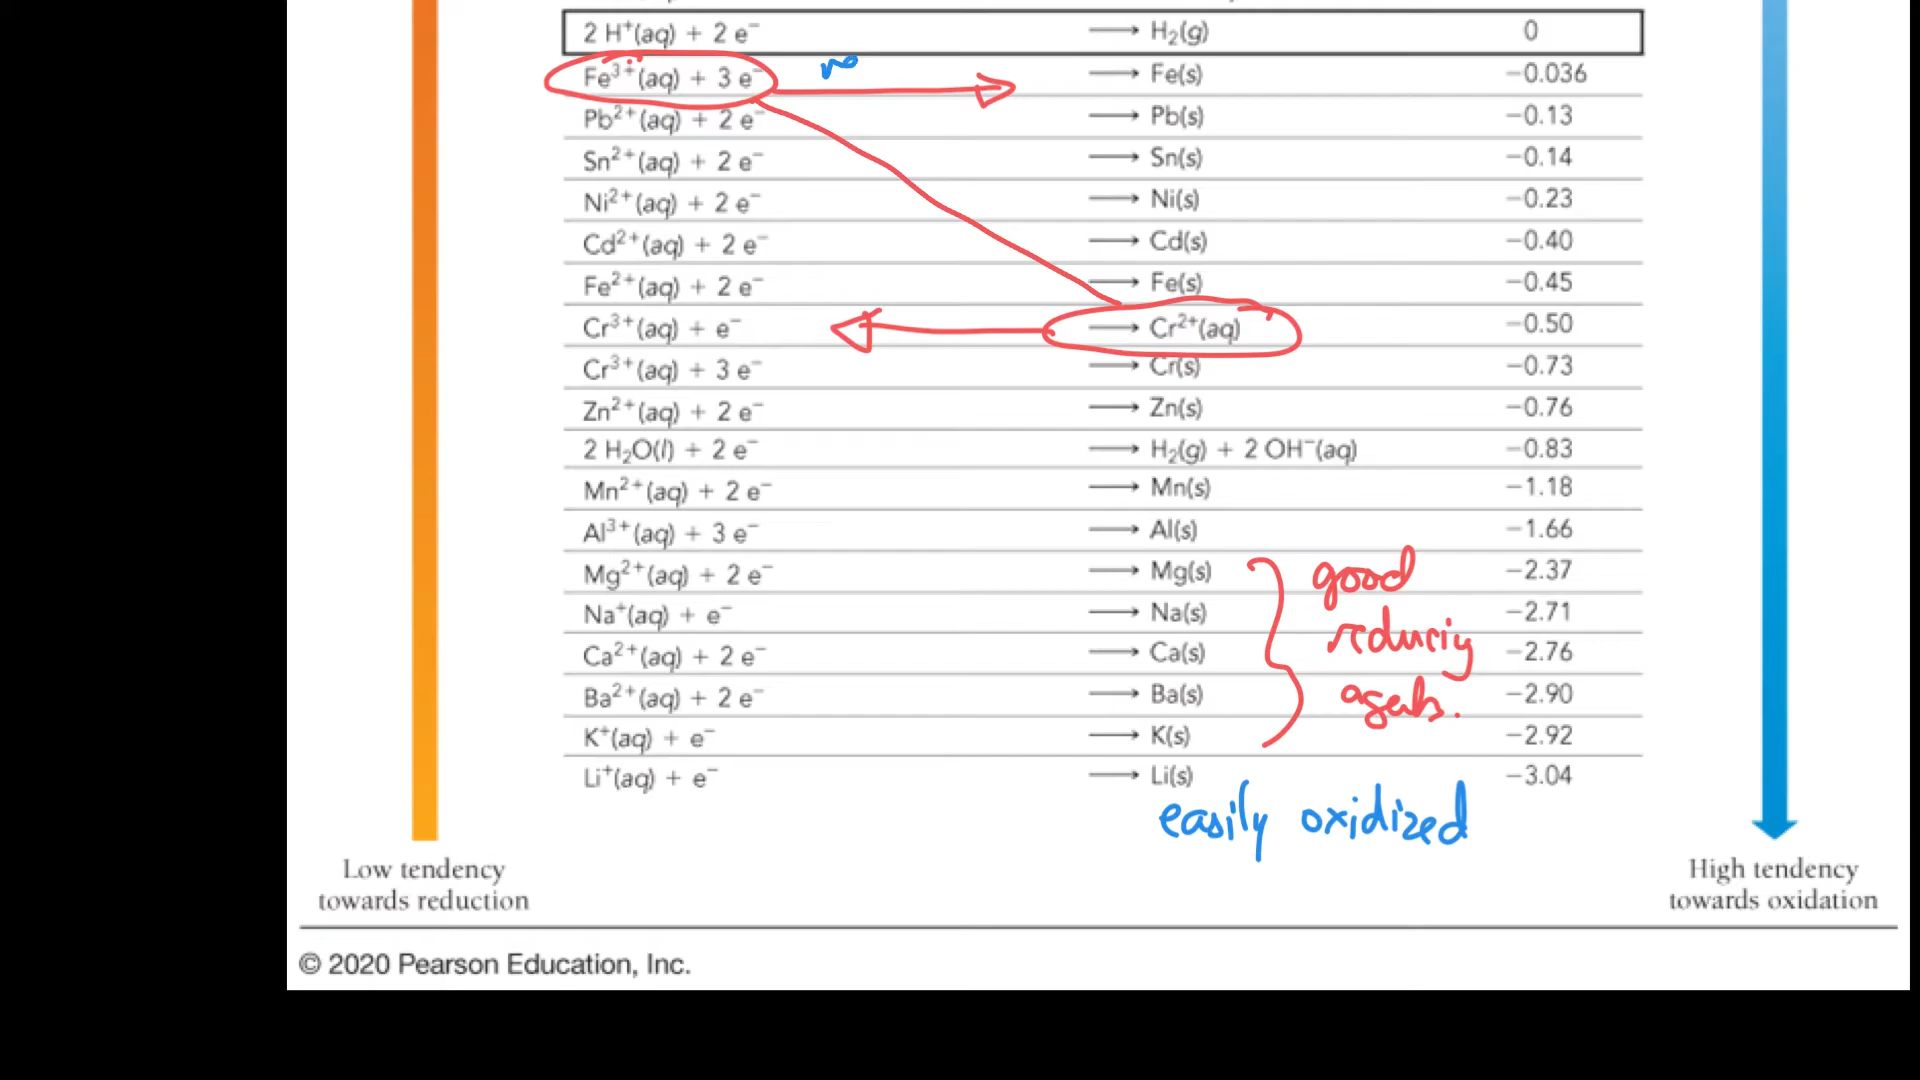 2 H⁺(aq) + 2 e⁻ ⟶ H₂(g) 0
Fe³⁺(aq) + 3 e⁻ ⟶ Fe(s) −0.036
Pb²⁺(aq) + 2 e⁻ ⟶ Pb(s) −0.13
Sn²⁺(aq) + 2 e⁻ ⟶ Sn(s) −0.14
Ni²⁺(aq) + 2 e⁻ ⟶ Ni(s) −0.23
Cd²⁺(aq) + 2 e⁻ ⟶ Cd(s) −0.40
Fe²⁺(aq) + 2 e⁻ ⟶ Fe(s) −0.45
Cr³⁺(aq) + e⁻ ⟶ Cr²⁺(aq) −0.50
Cr³⁺(aq) + 3 e⁻ ⟶ Cr(s) −0.73
Zn²⁺(aq) + 2 e⁻ ⟶ Zn(s) −0.76
2 H₂O(l) + 2 e⁻ ⟶ H₂(g) + 2 OH⁻(aq) −0.83
Mn²⁺(aq) + 2 e⁻ ⟶ Mn(s) −1.18
Al³⁺(aq) + 3 e⁻ ⟶ Al(s) −1.66
Mg²⁺(aq) + 2 e⁻ ⟶ Mg(s) −2.37
Na⁺(aq) + e⁻ ⟶ Na(s) −2.71
Ca²⁺(aq) + 2 e⁻ ⟶ Ca(s) −2.76
Ba²⁺(aq) + 2 e⁻ ⟶ Ba(s) −2.90
K⁺(aq) + e⁻ ⟶ K(s) −2.92
Li⁺(aq) + e⁻ ⟶ Li(s) −3.04
good
reducing
agents.
easily oxidized
Low tendency
towards reduction
High tendency
towards oxidation
© 2020 Pearson Education, Inc.